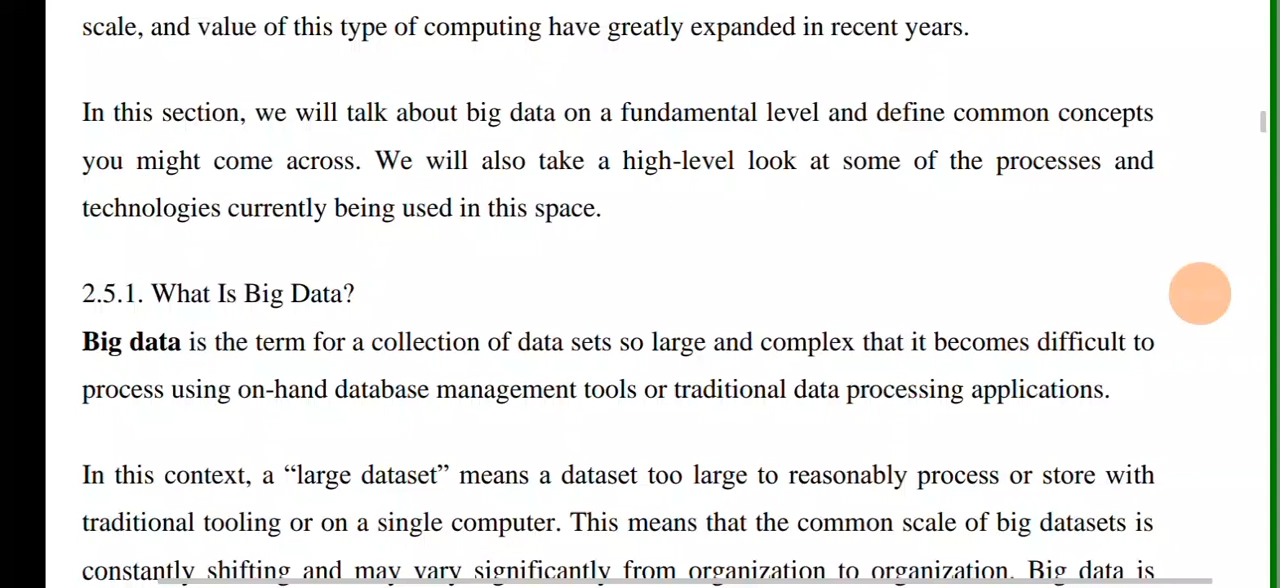 scale, and value of this type of computing have greatly expanded in recent years.
In this section, we will talk about big data on a fundamental level and define common concepts
you might come across. We will also take a high-level look at some of the processes and
technologies currently being used in this space.
2.5.1. What Is Big Data?
Big data is the term for a collection of data sets so large and complex that it becomes difficult to
process using on-hand database management tools or traditional data processing applications.
In this context, a “large dataset” means a dataset too large to reasonably process or store with
traditional tooling or on a single computer. This means that the common scale of big datasets is
constantly shifting and may vary significantly from organization to organization. Big data is